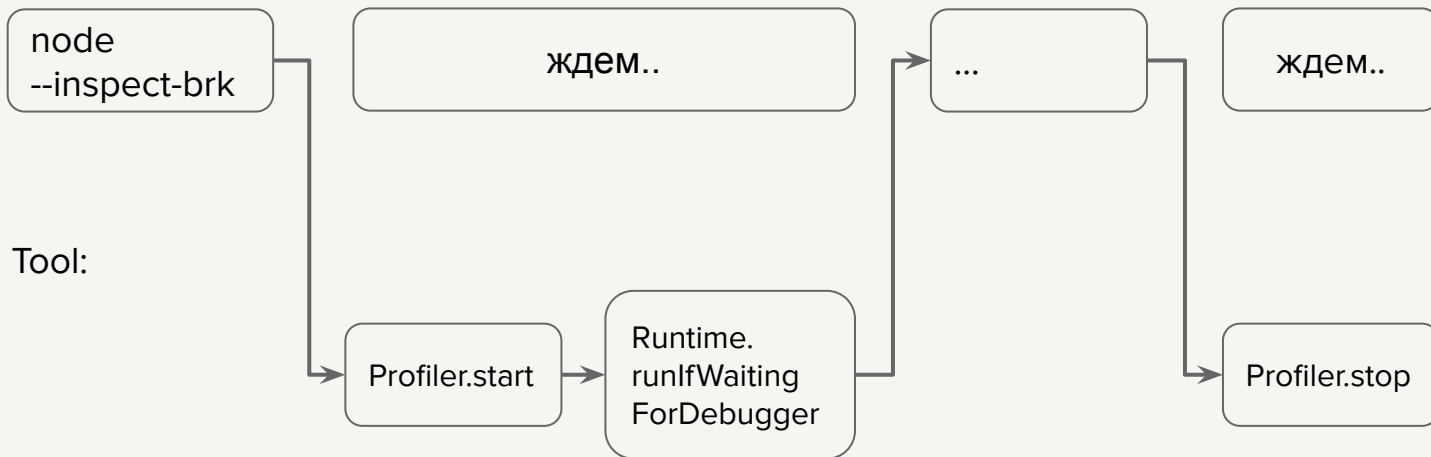 node
--inspect-brk
ждем..
...
ждем..
Tool:
Profiler.start
Runtime.
runIfWaiting
ForDebugger
Profiler.stop